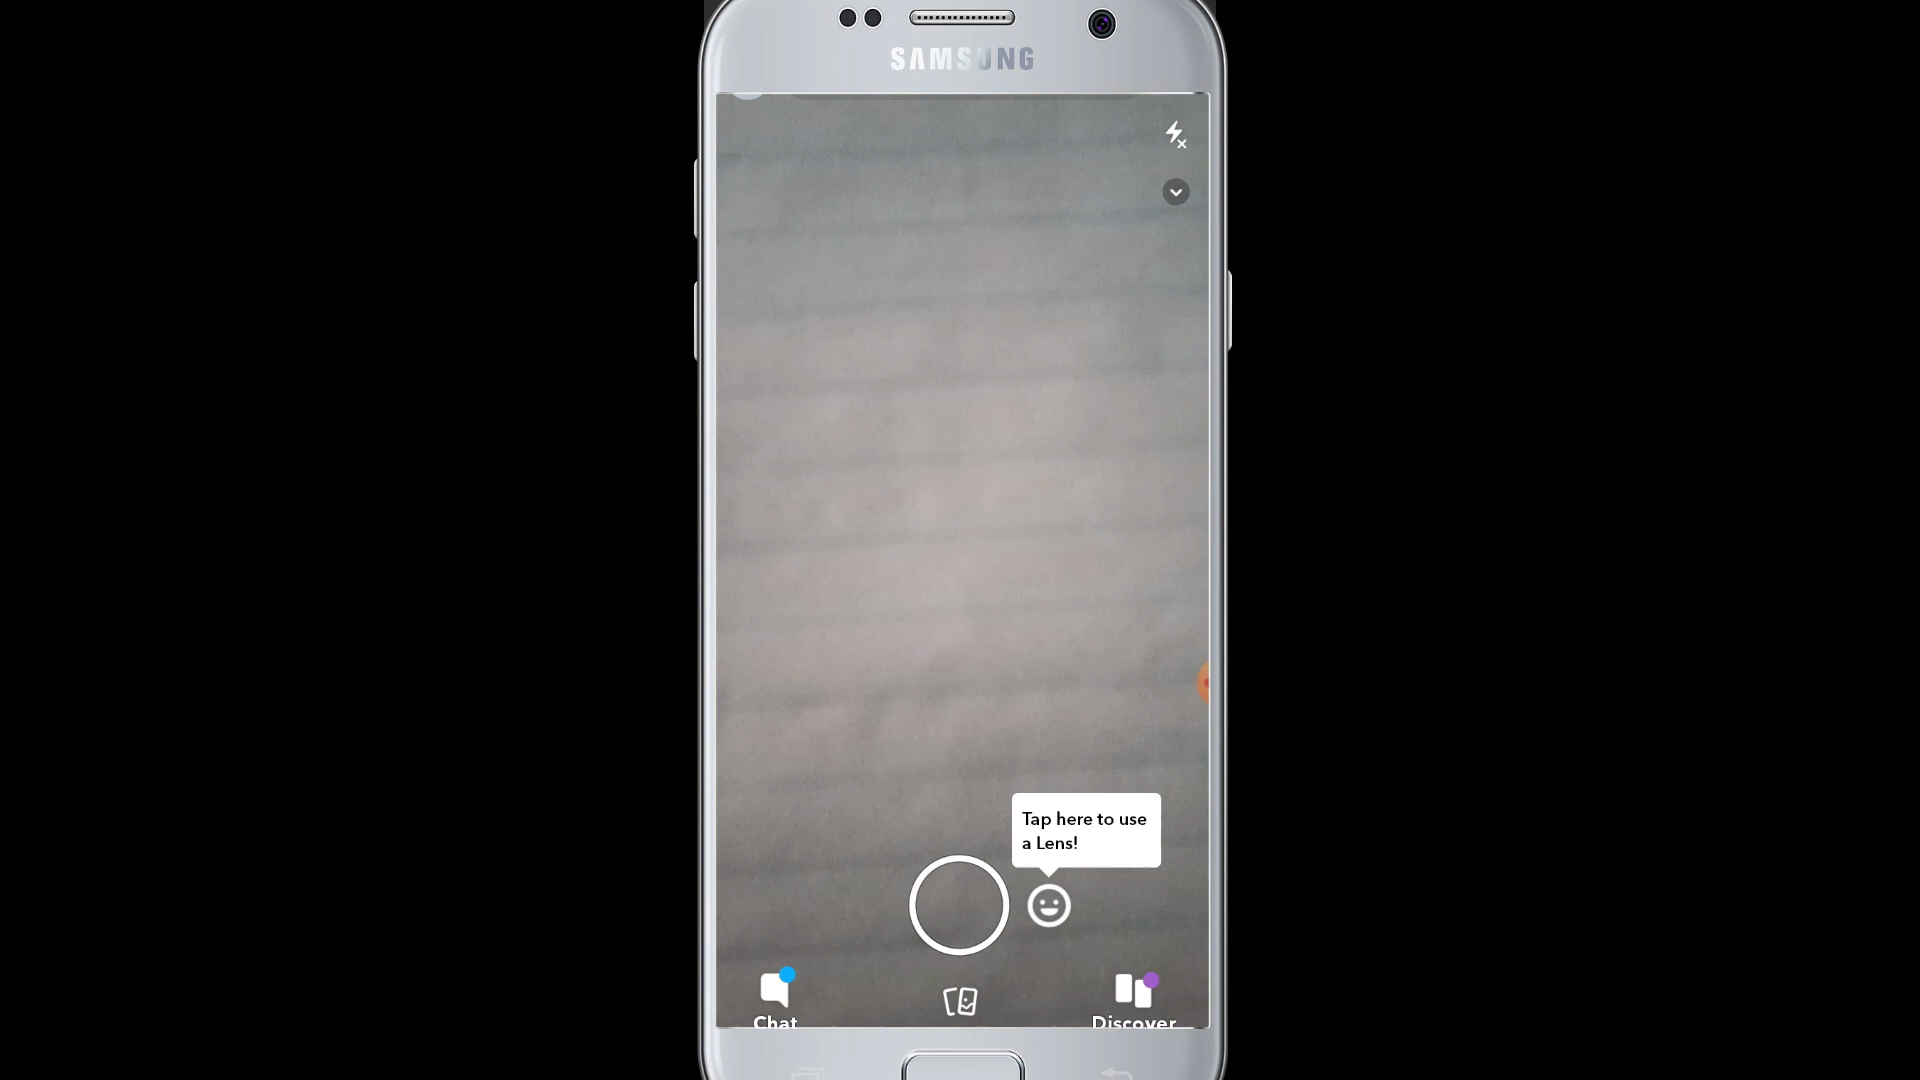 SAMSUNG
Tap here to use
a Lens!
Chat
Discover